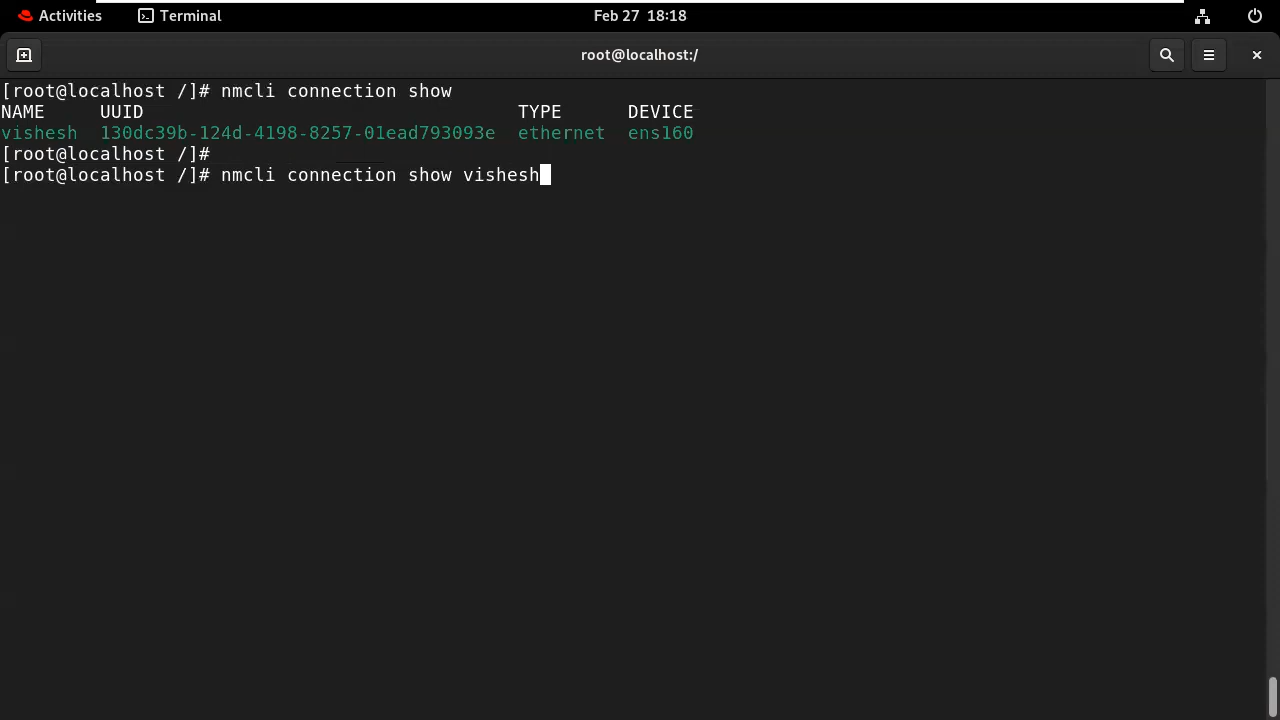 Activities Terminal Feb 27 18:18
root@localhost:/
[root@localhost /]# nmcli connection show
NAME UUID TYPE DEVICE
vishesh 130dc39b-124d-4198-8257-01ead793093e ethernet ens160
[root@localhost /]#
[root@localhost /]# nmcli connection show vishesh